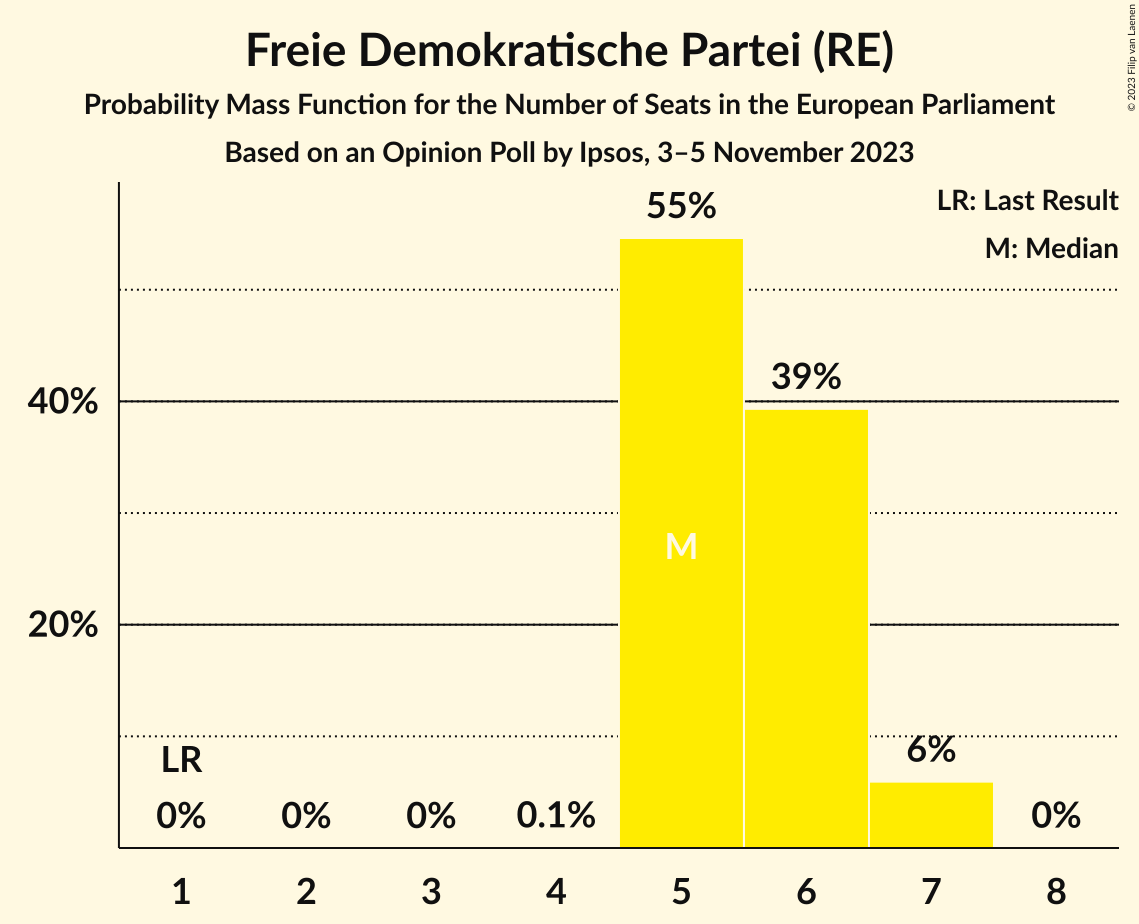 Freie Demokratische Partei (RE)
Probability Mass Function for the Number of Seats in the European Parliament
Based on an Opinion Poll by Ipsos, 3–5 November 2023
© 2023 Filip van Laenen
LR: Last Result
M: Median
55%
39%
40%
M
20%
LR
6%
0%
0%
0%
0.1%
0%
1
2
3
4
5
6
7
8